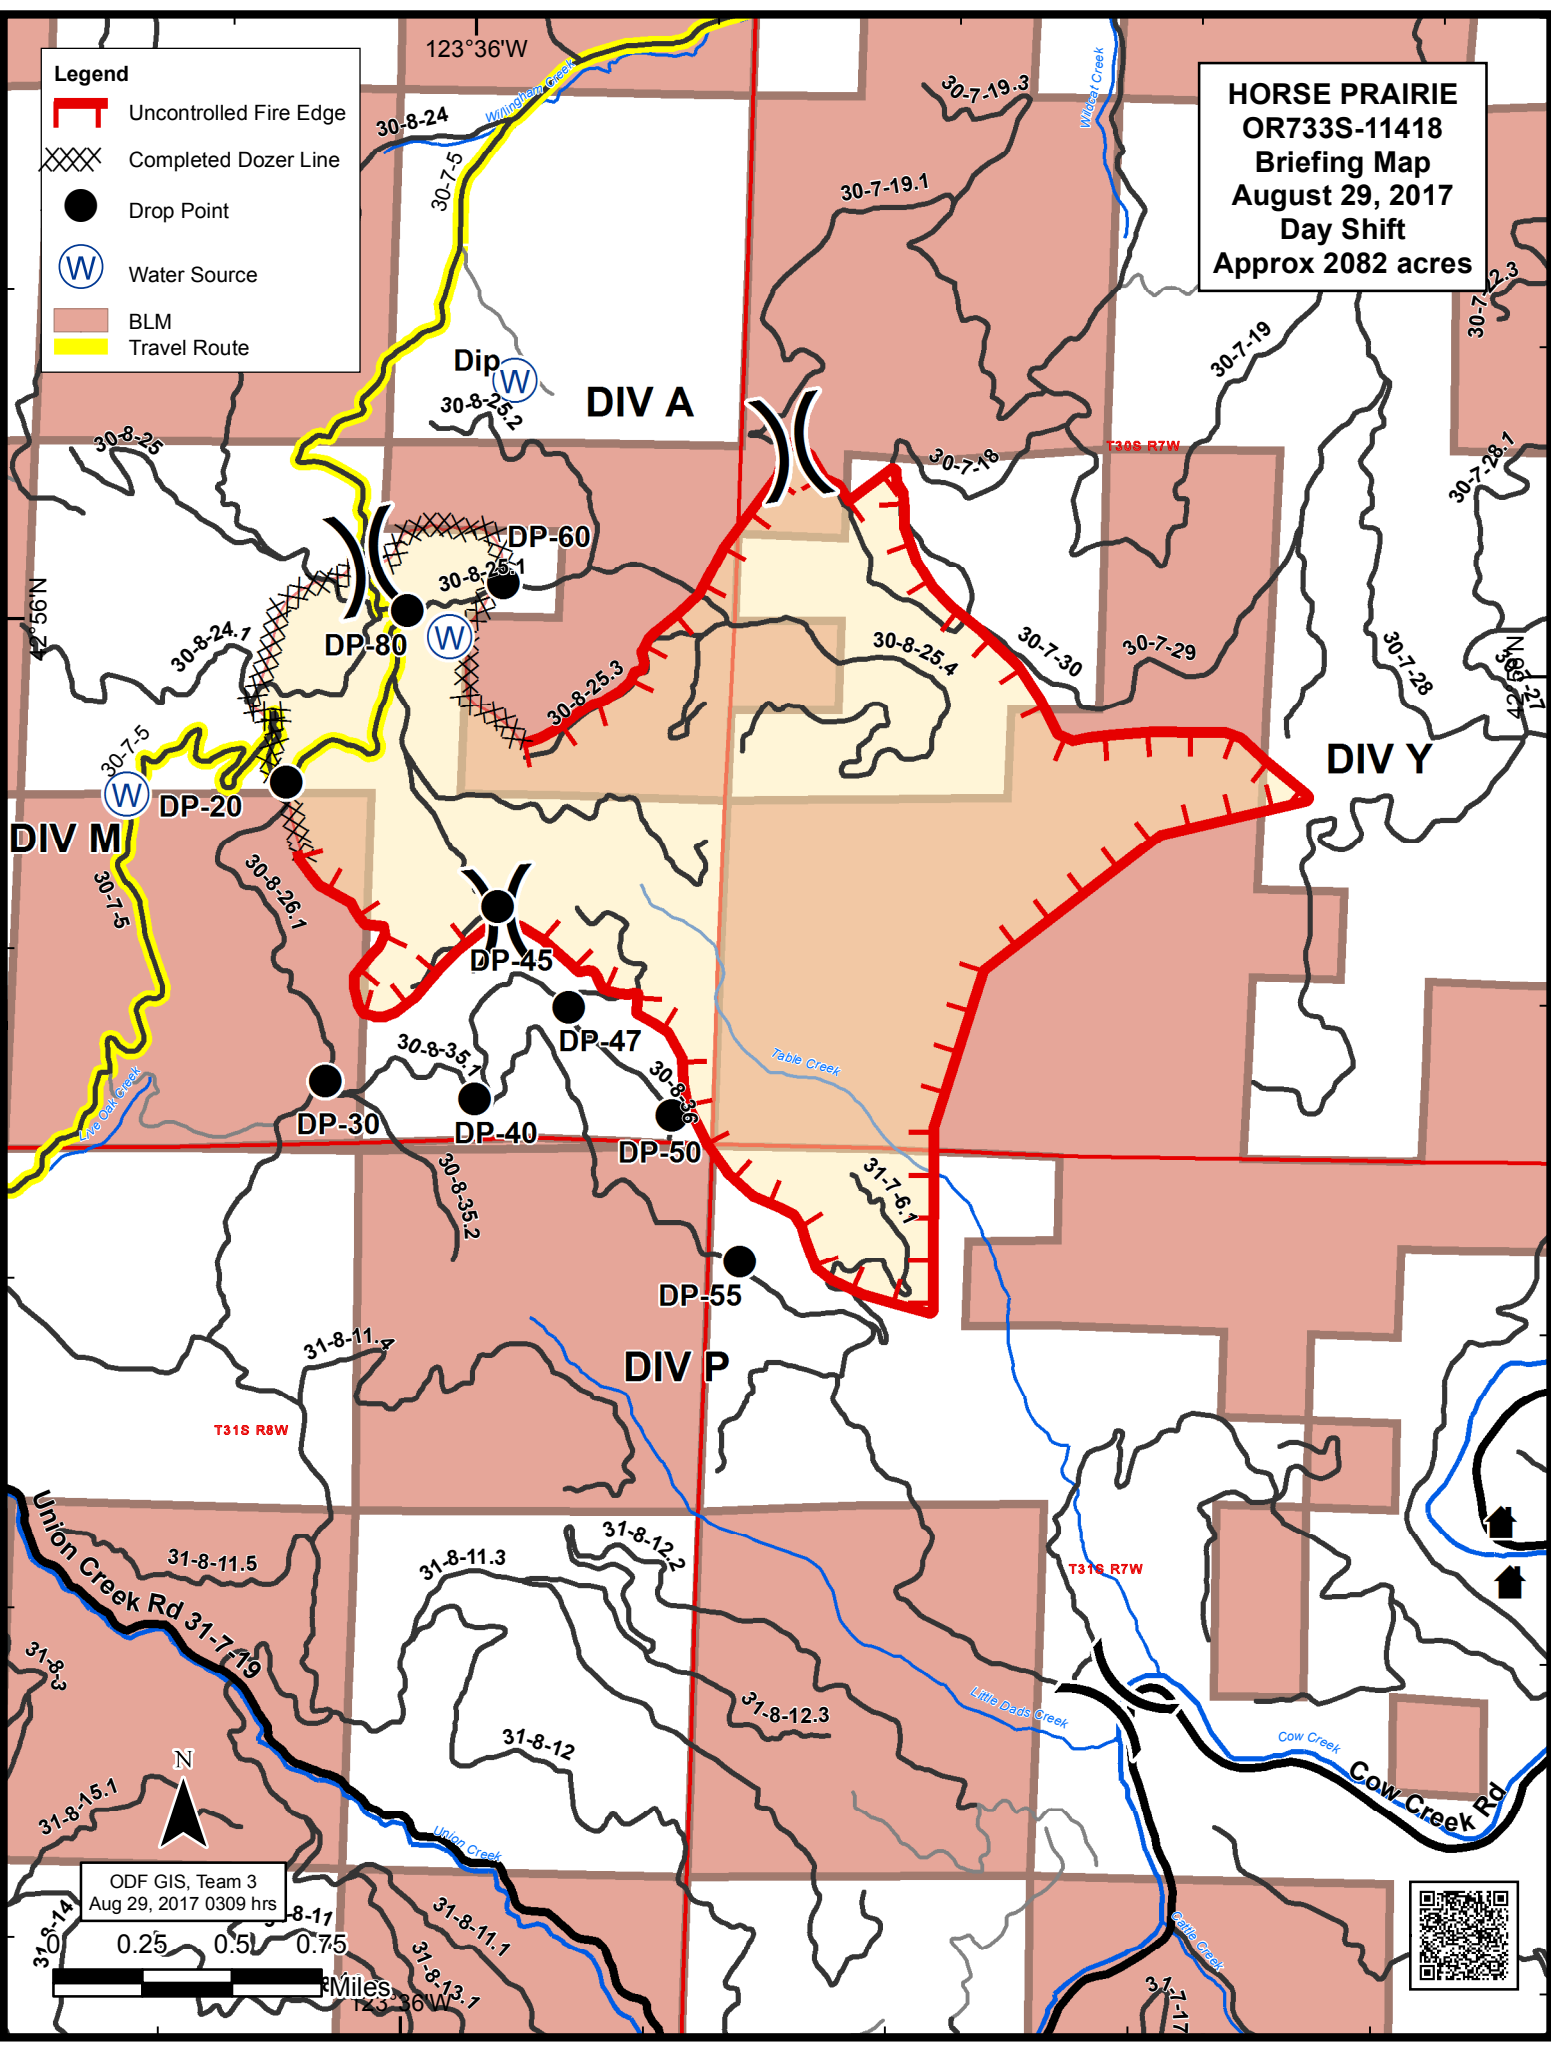 123°36'W
Legend
Uncontrolled Fire Edge
Completed Dozer Line
Drop Point
W
Water Source
BLM
Travel Route
HORSE PRAIRIE
OR733S-11418
Briefing Map
August 29, 2017
Day Shift
Approx 2082 acres
Willingham Creek
Wildcat Creek
30-7-19.3
30-8-24
30-7-5
30-7-19.1
30-7-22.3
30-7-19
Dip
W
DIV A
30-8-25.2
30-8-25
T30S R7W
30-7-18
30-7-28.1
DP-60
30-8-25.1
42°56'N
DP-80
W
30-8-24.1
30-8-25.4
30-7-30
30-7-29
30-7-28
30-7-27
30-8-25.3
30-7-5
DIV Y
W
DP-20
DIV M
30-7-5
30-8-26.1
DP-45
DP-47
30-8-35.1
Table Creek
30-8-36
Live Oak Creek
DP-30
DP-40
DP-50
30-8-35.2
31-7-6.1
DP-55
31-8-11.4
DIV P
T31S R8W
Union Creek Rd 31-7-19
31-8-11.5
31-8-11.3
31-8-12.2
T31S R7W
31-8-3
31-8-12.3
Little Dads Creek
31-8-12
Cow Creek
Cow Creek Rd
N
31-8-15.1
Union Creek
ODF GIS, Team 3
Aug 29, 2017 0309 hrs
31-8-14
8-11
31-8-11.1
Cattle Creek
0 0.25 0.5 0.75
Miles
31-8-13.1
123°36'W
31-7-17